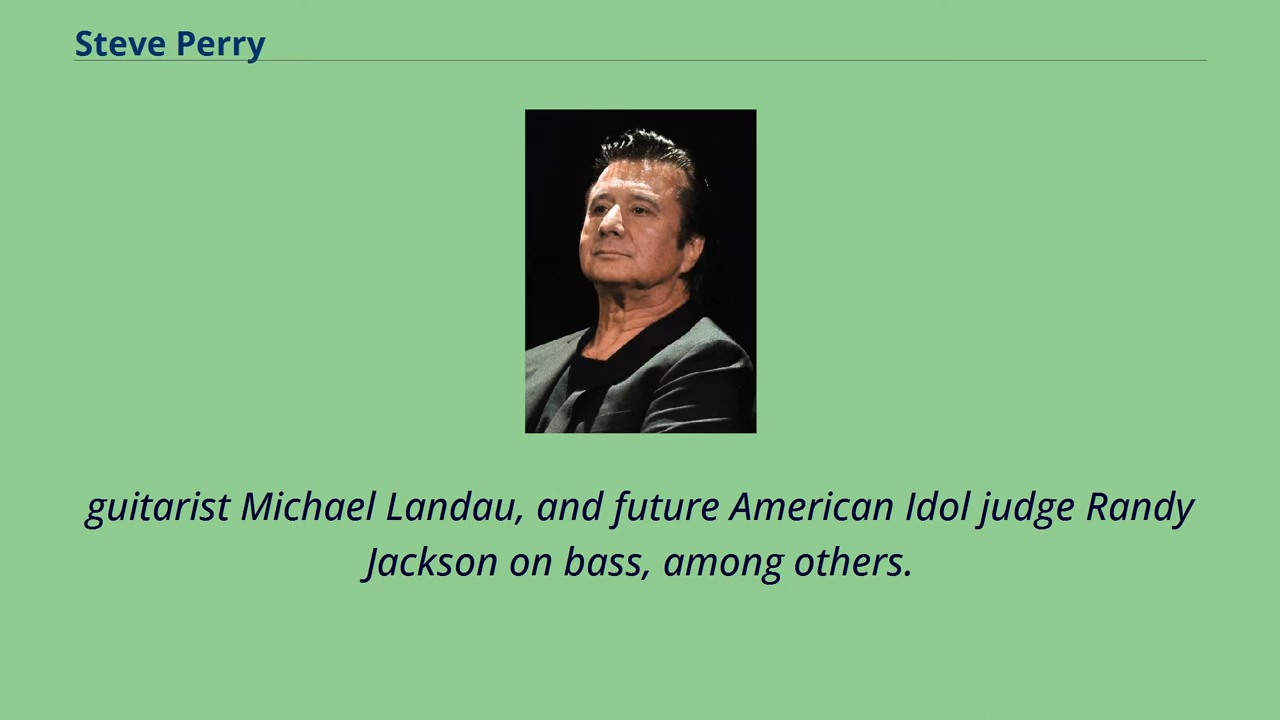 Steve Perry
guitarist Michael Landau, and future American Idol judge Randy
Jackson on bass, among others.